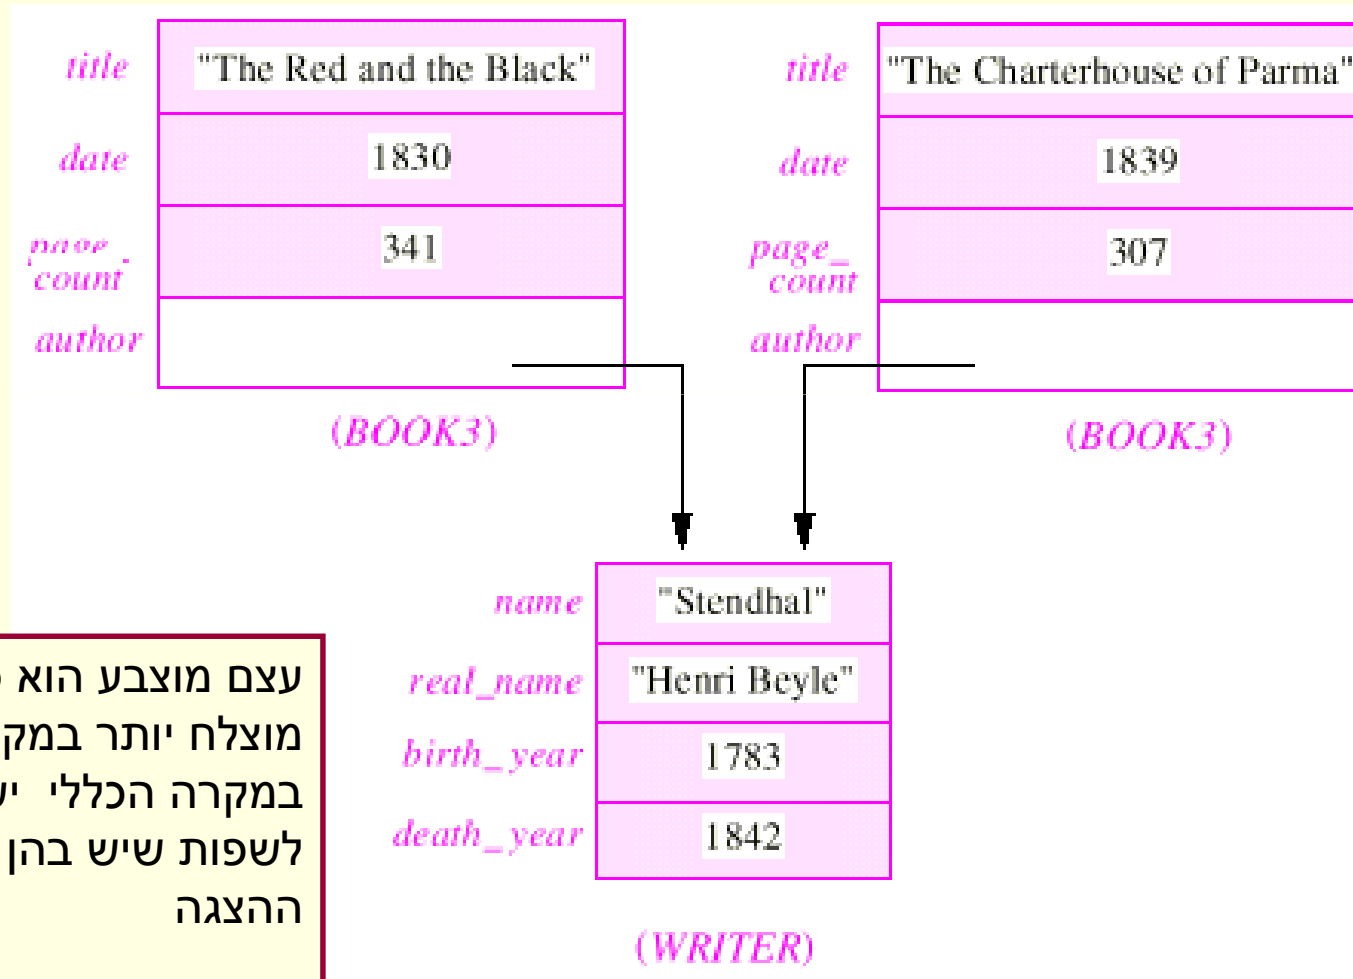 title "The Red and the Black"
title "The Charterhouse of Parma"
date 1830
date 1839
page_
count 341
page_
count 307
author
author
(BOOK3)
(BOOK3)
name "Stendhal"
real_name "Henri Beyle"
birth_year 1783
death_year 1842
(WRITER)
עצם מוצבע הוא
מוצלח יותר
במקרה הכללי
לשפות שיש בהן
ההצגה